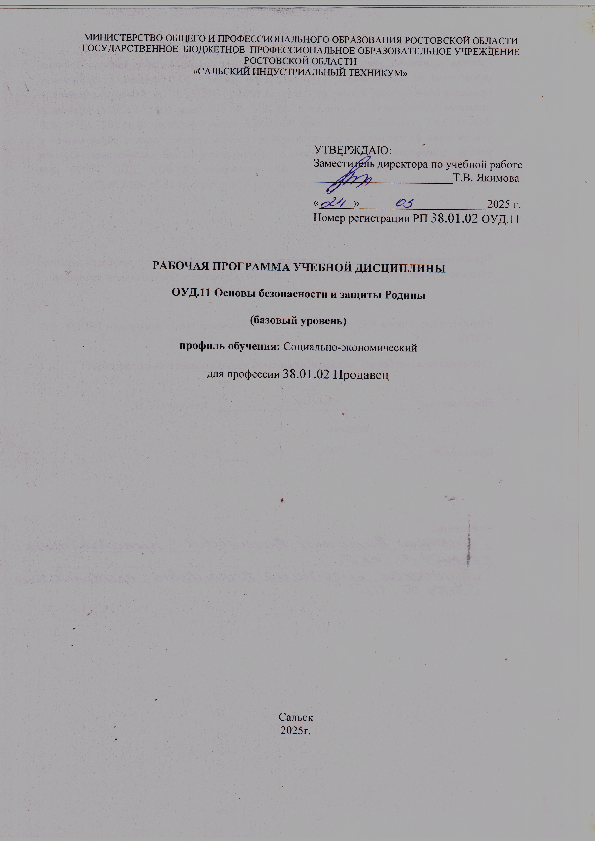 МИНИСТЕРСТВО ОБЩЕГО И ПРОФЕССИОНАЛЬНОГО ОБРАЗОВАНИЯ РОСТОВСКОЙ ОБЛАСТИ
ГОСУДАРСТВЕННОЕ БЮДЖЕТНОЕ ПРОФЕССИОНАЛЬНОЕ ОБРАЗОВАТЕЛЬНОЕ УЧРЕЖДЕНИЕ
РОСТОВСКОЙ ОБЛАСТИ
«САЛЬСКИЙ ИНДУСТРИАЛЬНЫЙ ТЕХНИКУМ»
УТВЕРЖДАЮ:
Заместитель директора по учебной работе
Т.В. Якимова
«24» 03 2025 г.
Номер регистрации РП 38.01.02 ОУД.11
РАБОЧАЯ ПРОГРАММА УЧЕБНОЙ ДИСЦИПЛИНЫ
ОУД.11 Основы безопасности и защиты Родины
(базовый уровень)
профиль обучения: Социально-экономический
для профессии 38.01.02 Продавец
Сальск
2025г.